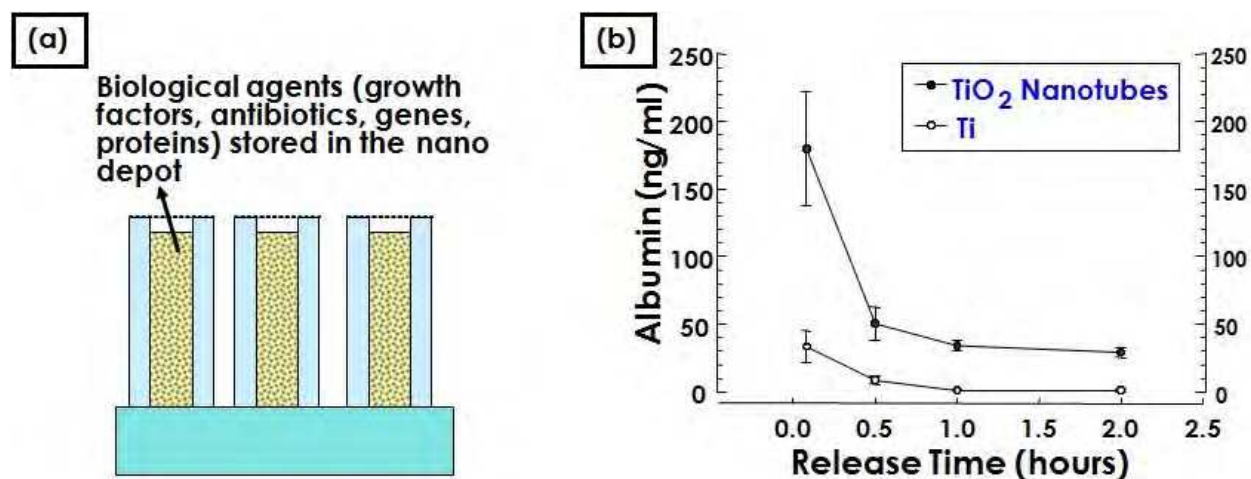 (a)
Biological agents (growth
factors, antibiotics, genes,
proteins) stored in the nano
depot
(b)
Albumin (ng/ml)
250
200
150
100
50
0
TiO2 Nanotubes
Ti
250
200
150
100
50
0
0.0 0.5 1.0 1.5 2.0 2.5
Release Time (hours)